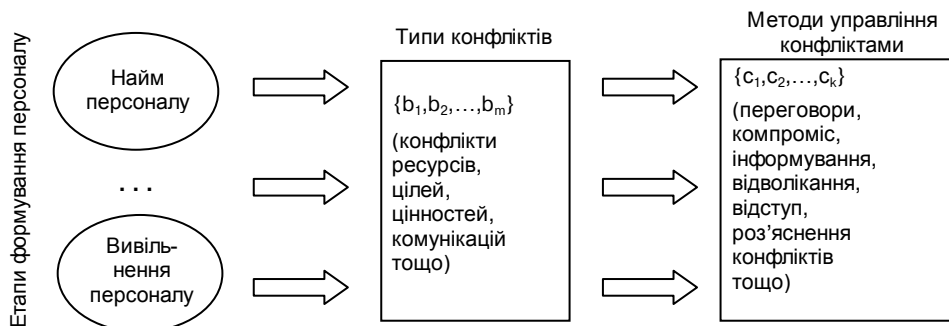 Етапи формування персоналу
Найм
персоналу
. . .
Вивіль-
нення
персоналу
Типи конфліктів
{b₁,b₂,…,bₘ}
(конфлікти
ресурсів,
цілей,
цінностей,
комунікацій
тощо)
Методи управління
конфліктами
{c₁,c₂,…,cₖ}
(переговори,
компроміс,
інформування,
відволікання,
відступ,
роз’яснення
конфліктів
тощо)